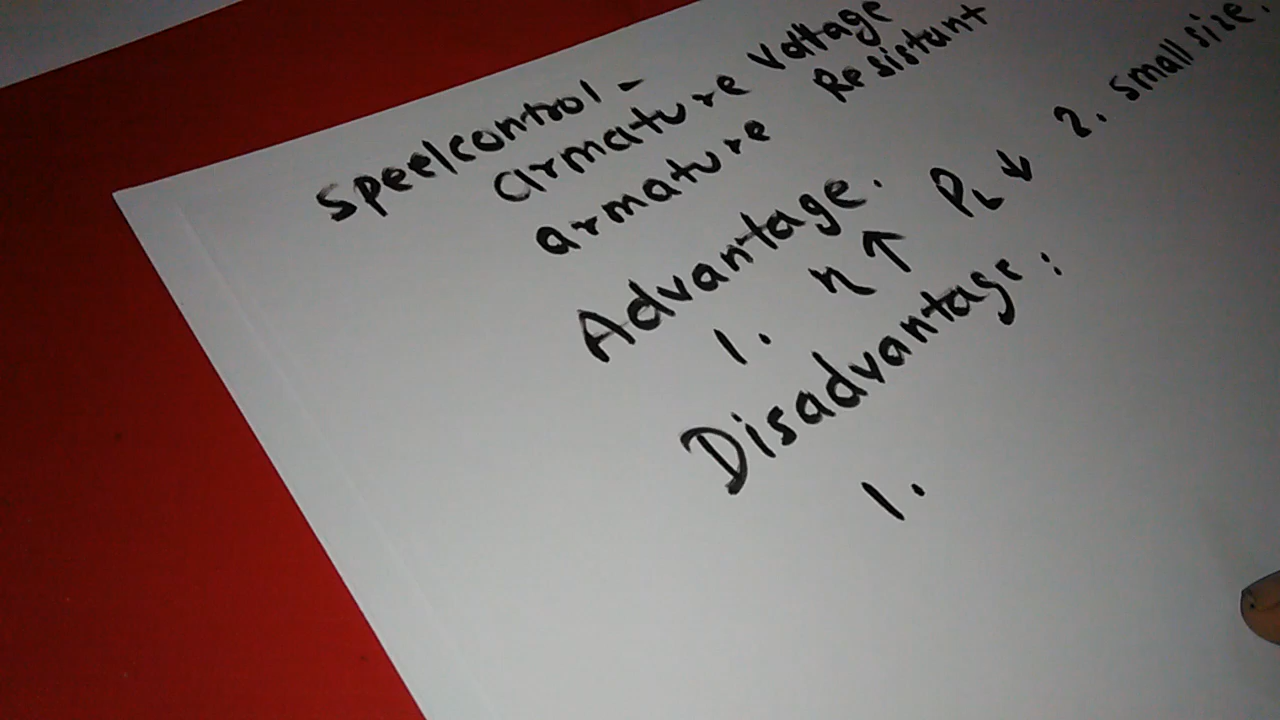 Speelcontrol -
armature voltage
armature Resistant
Advantage.
1. n ↑ PL ↓ 2. small size.
Disadvantage:
1.